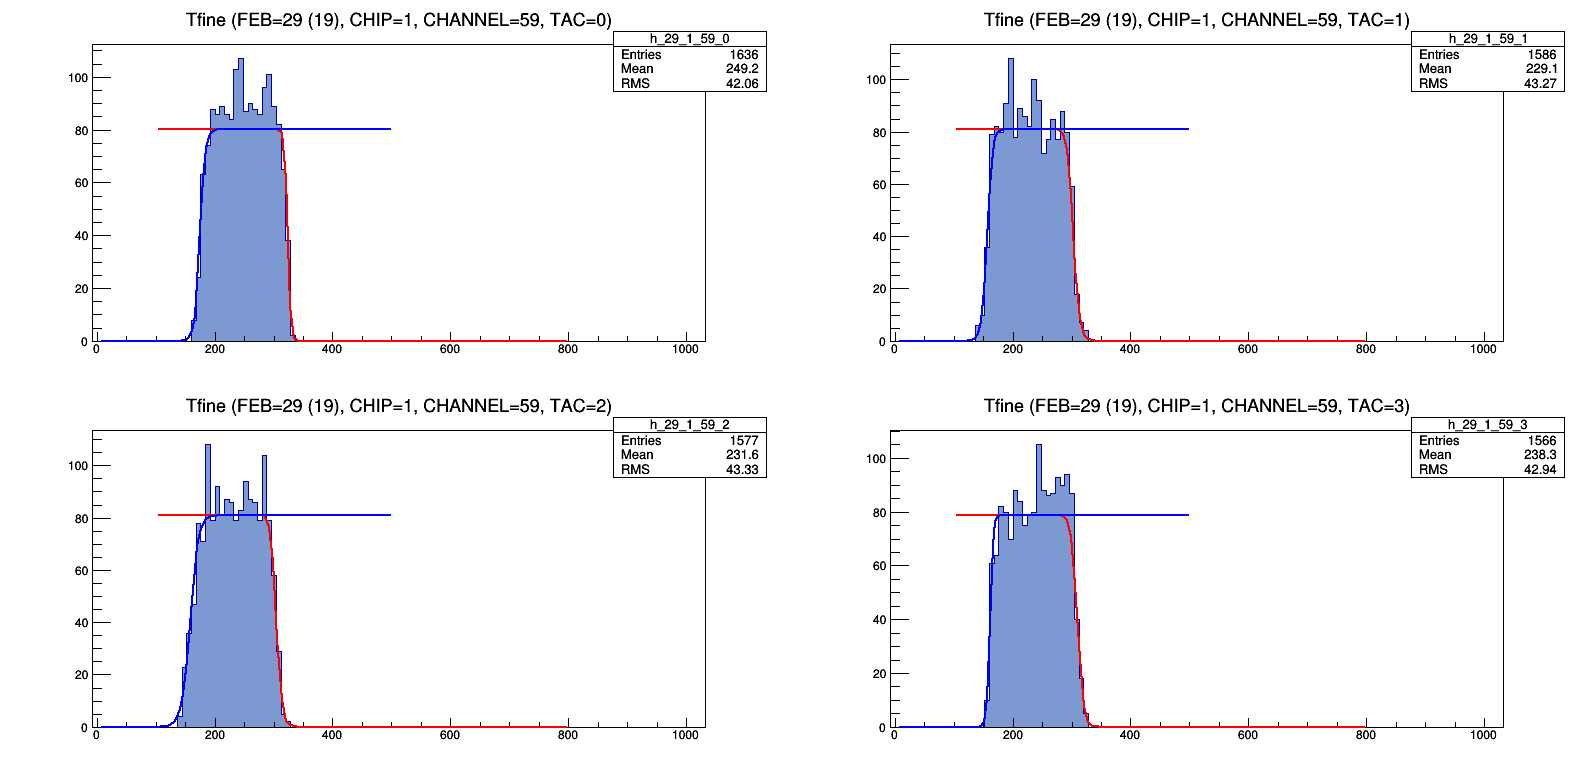 Tfine (FEB=29 (19), CHIP=1, CHANNEL=59, TAC=0)
h_29_1_59_0
Entries 1636
Mean 249.2
RMS 42.06
100
80
60
40
20
0
0 200 400 600 800 1000
Tfine (FEB=29 (19), CHIP=1, CHANNEL=59, TAC=1)
h_29_1_59_1
Entries 1586
Mean 229.1
RMS 43.27
100
80
60
40
20
0
0 200 400 600 800 1000
Tfine (FEB=29 (19), CHIP=1, CHANNEL=59, TAC=2)
h_29_1_59_2
Entries 1577
Mean 231.6
RMS 43.33
100
80
60
40
20
0
0 200 400 600 800 1000
Tfine (FEB=29 (19), CHIP=1, CHANNEL=59, TAC=3)
h_29_1_59_3
Entries 1566
Mean 238.3
RMS 42.94
100
80
60
40
20
0
0 200 400 600 800 1000